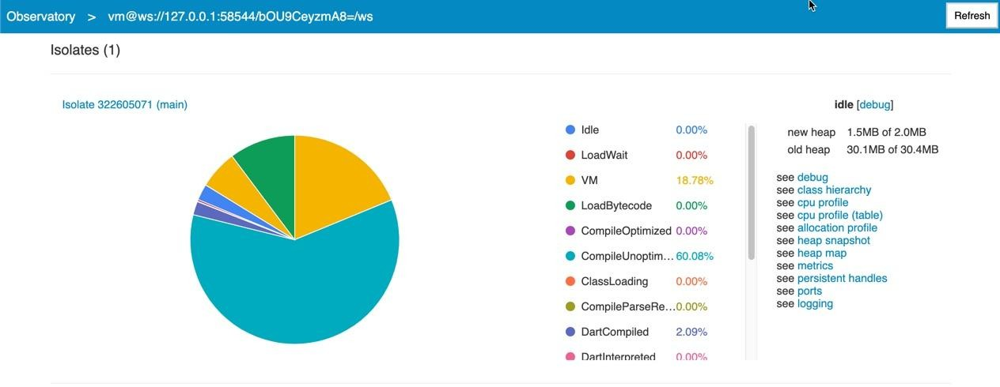 Observatory > vm@ws://127.0.0.1:58544/bOU9CeyzmA8=/ws
Refresh
Isolates (1)
Isolate 322605071 (main)
Idle 0.00%
LoadWait 0.00%
VM 18.78%
LoadBytecode 0.00%
CompileOptimized 0.00%
CompileUnoptim... 60.08%
ClassLoading 0.00%
CompileParseRe... 0.00%
DartCompiled 2.09%
DartInterpreted 0.00%
idle [debug]
new heap 1.5MB of 2.0MB
old heap 30.1MB of 30.4MB
see debug
see class hierarchy
see cpu profile
see cpu profile (table)
see allocation profile
see heap snapshot
see heap map
see metrics
see persistent handles
see ports
see logging